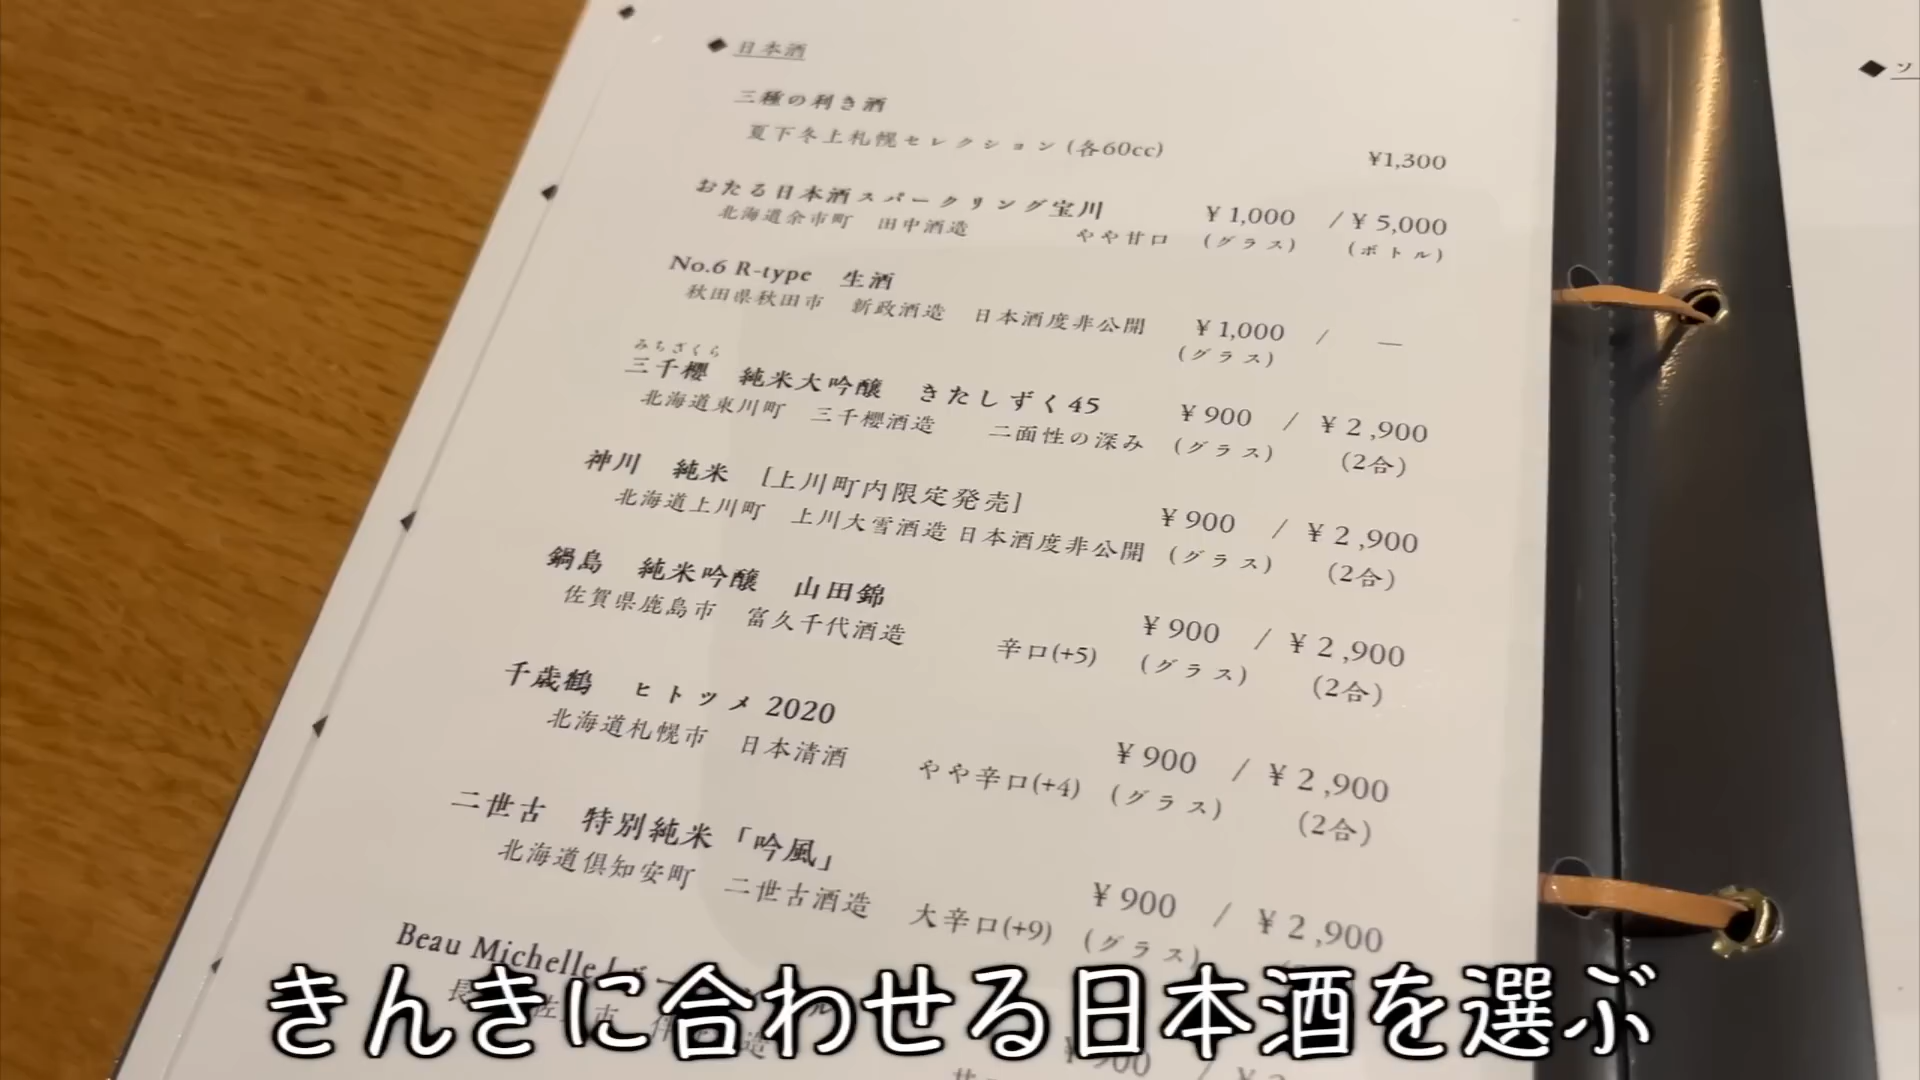 ◆日本酒
三種の利き酒
夏下冬上札幌セレクション(各60cc) ¥1,300
おたる日本酒スパークリング宝川 ¥1,000 /¥5,000
北海道余市町 田中酒造 やや甘口 (グラス) (ボトル)
No.6 R-type 生酒
秋田県秋田市 新政酒造 日本酒度非公開 ¥1,000 / —
(グラス)
みちざくら
三千櫻 純米大吟醸 きたしずく45 ¥900 / ¥2,900
北海道東川町 三千櫻酒造 二面性の深み (グラス) (2合)
神川 純米 [上川町内限定発売] ¥900 / ¥2,900
北海道上川町 上川大雪酒造 日本酒度非公開 (グラス) (2合)
鍋島 純米吟醸 山田錦 ¥900 / ¥2,900
佐賀県鹿島市 富久千代酒造 辛口(+5) (グラス) (2合)
千歳鶴 ヒトツメ 2020 ¥900 / ¥2,900
北海道札幌市 日本清酒 やや辛口(+4) (グラス) (2合)
二世古 特別純米「吟風」 ¥900 / ¥2,900
北海道倶知安町 二世古酒造 大辛口(+9) (グラス)
Beau Michelle
¥900 /
◆ソ
きんきに合わせる日本酒を選ぶ